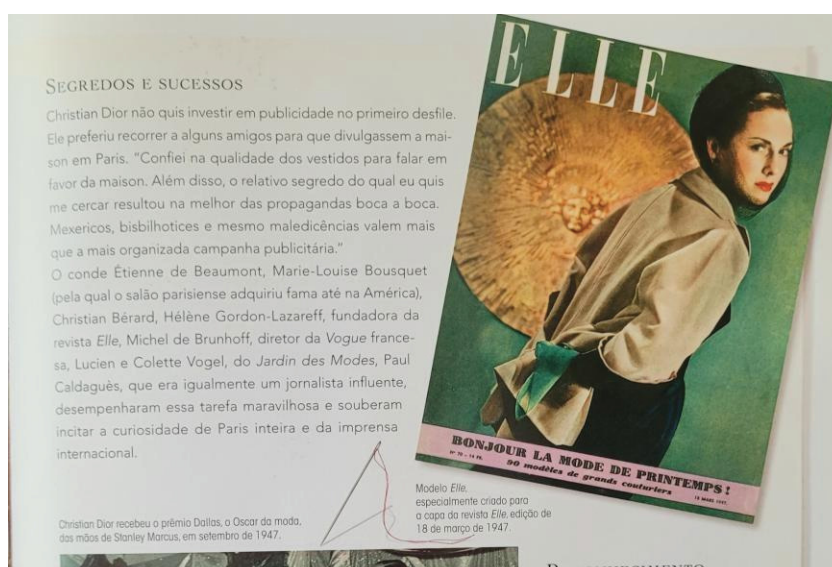 SEGREDOS E SUCESSOS
Christian Dior não quis investir em publicidade no primeiro desfile.
Ele preferiu recorrer a alguns amigos para que divulgassem a mai-
son em Paris. “Confiei na qualidade dos vestidos para falar em
favor da maison. Além disso, o relativo segredo do qual eu quis
me cercar resultou na melhor das propagandas boca a boca.
Mexericos, bisbilhotices e mesmo maledicências valem mais
que a mais organizada campanha publicitária.”
O conde Étienne de Beaumont, Marie-Louise Bousquet
(pela qual o salão parisiense adquiriu fama até na América),
Christian Bérard, Hélène Gordon-Lazareff, fundadora da
revista Elle, Michel de Brunhoff, diretor da Vogue france-
sa, Lucien e Colette Vogel, do Jardin des Modes, Paul
Caldaguès, que era igualmente um jornalista influente,
desempenharam essa tarefa maravilhosa e souberam
incitar a curiosidade de Paris inteira e da imprensa
internacional.
Christian Dior recebeu o prêmio Dallas, o Oscar da moda,
das mãos de Stanley Marcus, em setembro de 1947.
ELLE
BONJOUR LA MODE DE PRINTEMPS !
Nº 70 - 14 FR.
90 modèles de grands couturiers
18 MARS 1947
Modelo Elle,
especialmente criado para
a capa da revista Elle, edição de
18 de março de 1947.